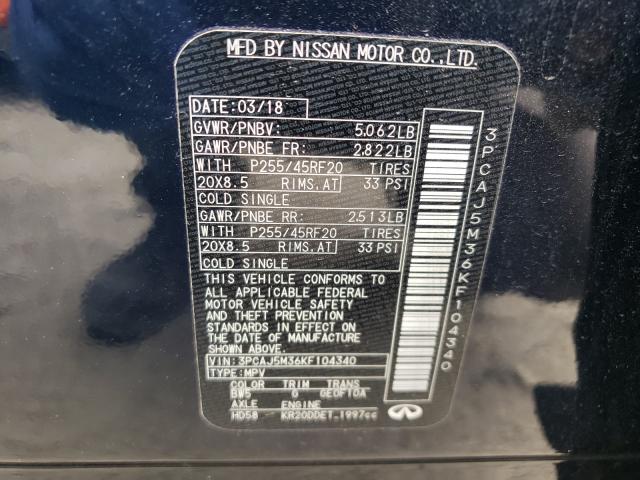 MFD BY NISSAN MOTOR CO.,LTD.
DATE: 03/18
GVWR/PNBV: 5,062LB
GAWR/PNBE FR: 2,822LB
WITH P255/45RF20 TIRES
20X8.5 RIMS,AT 33 PSI
COLD SINGLE
GAWR/PNBE RR: 2,513LB
WITH P255/45RF20 TIRES
20X8.5 RIMS,AT 33 PSI
COLD SINGLE
THIS VEHICLE CONFORMS TO
ALL APPLICABLE FEDERAL
MOTOR VEHICLE SAFETY
AND THEFT PREVENTION
STANDARDS IN EFFECT ON
THE DATE OF MANUFACTURE
SHOWN ABOVE.
VIN: 3PCAJ5M36KF104340
TYPE: MPV
COLOR TRIM TRANS
BW5 G GE0F10A
AXLE ENGINE
HD58 KR20DDET 1997cc
3PCAJ5M36KF104340